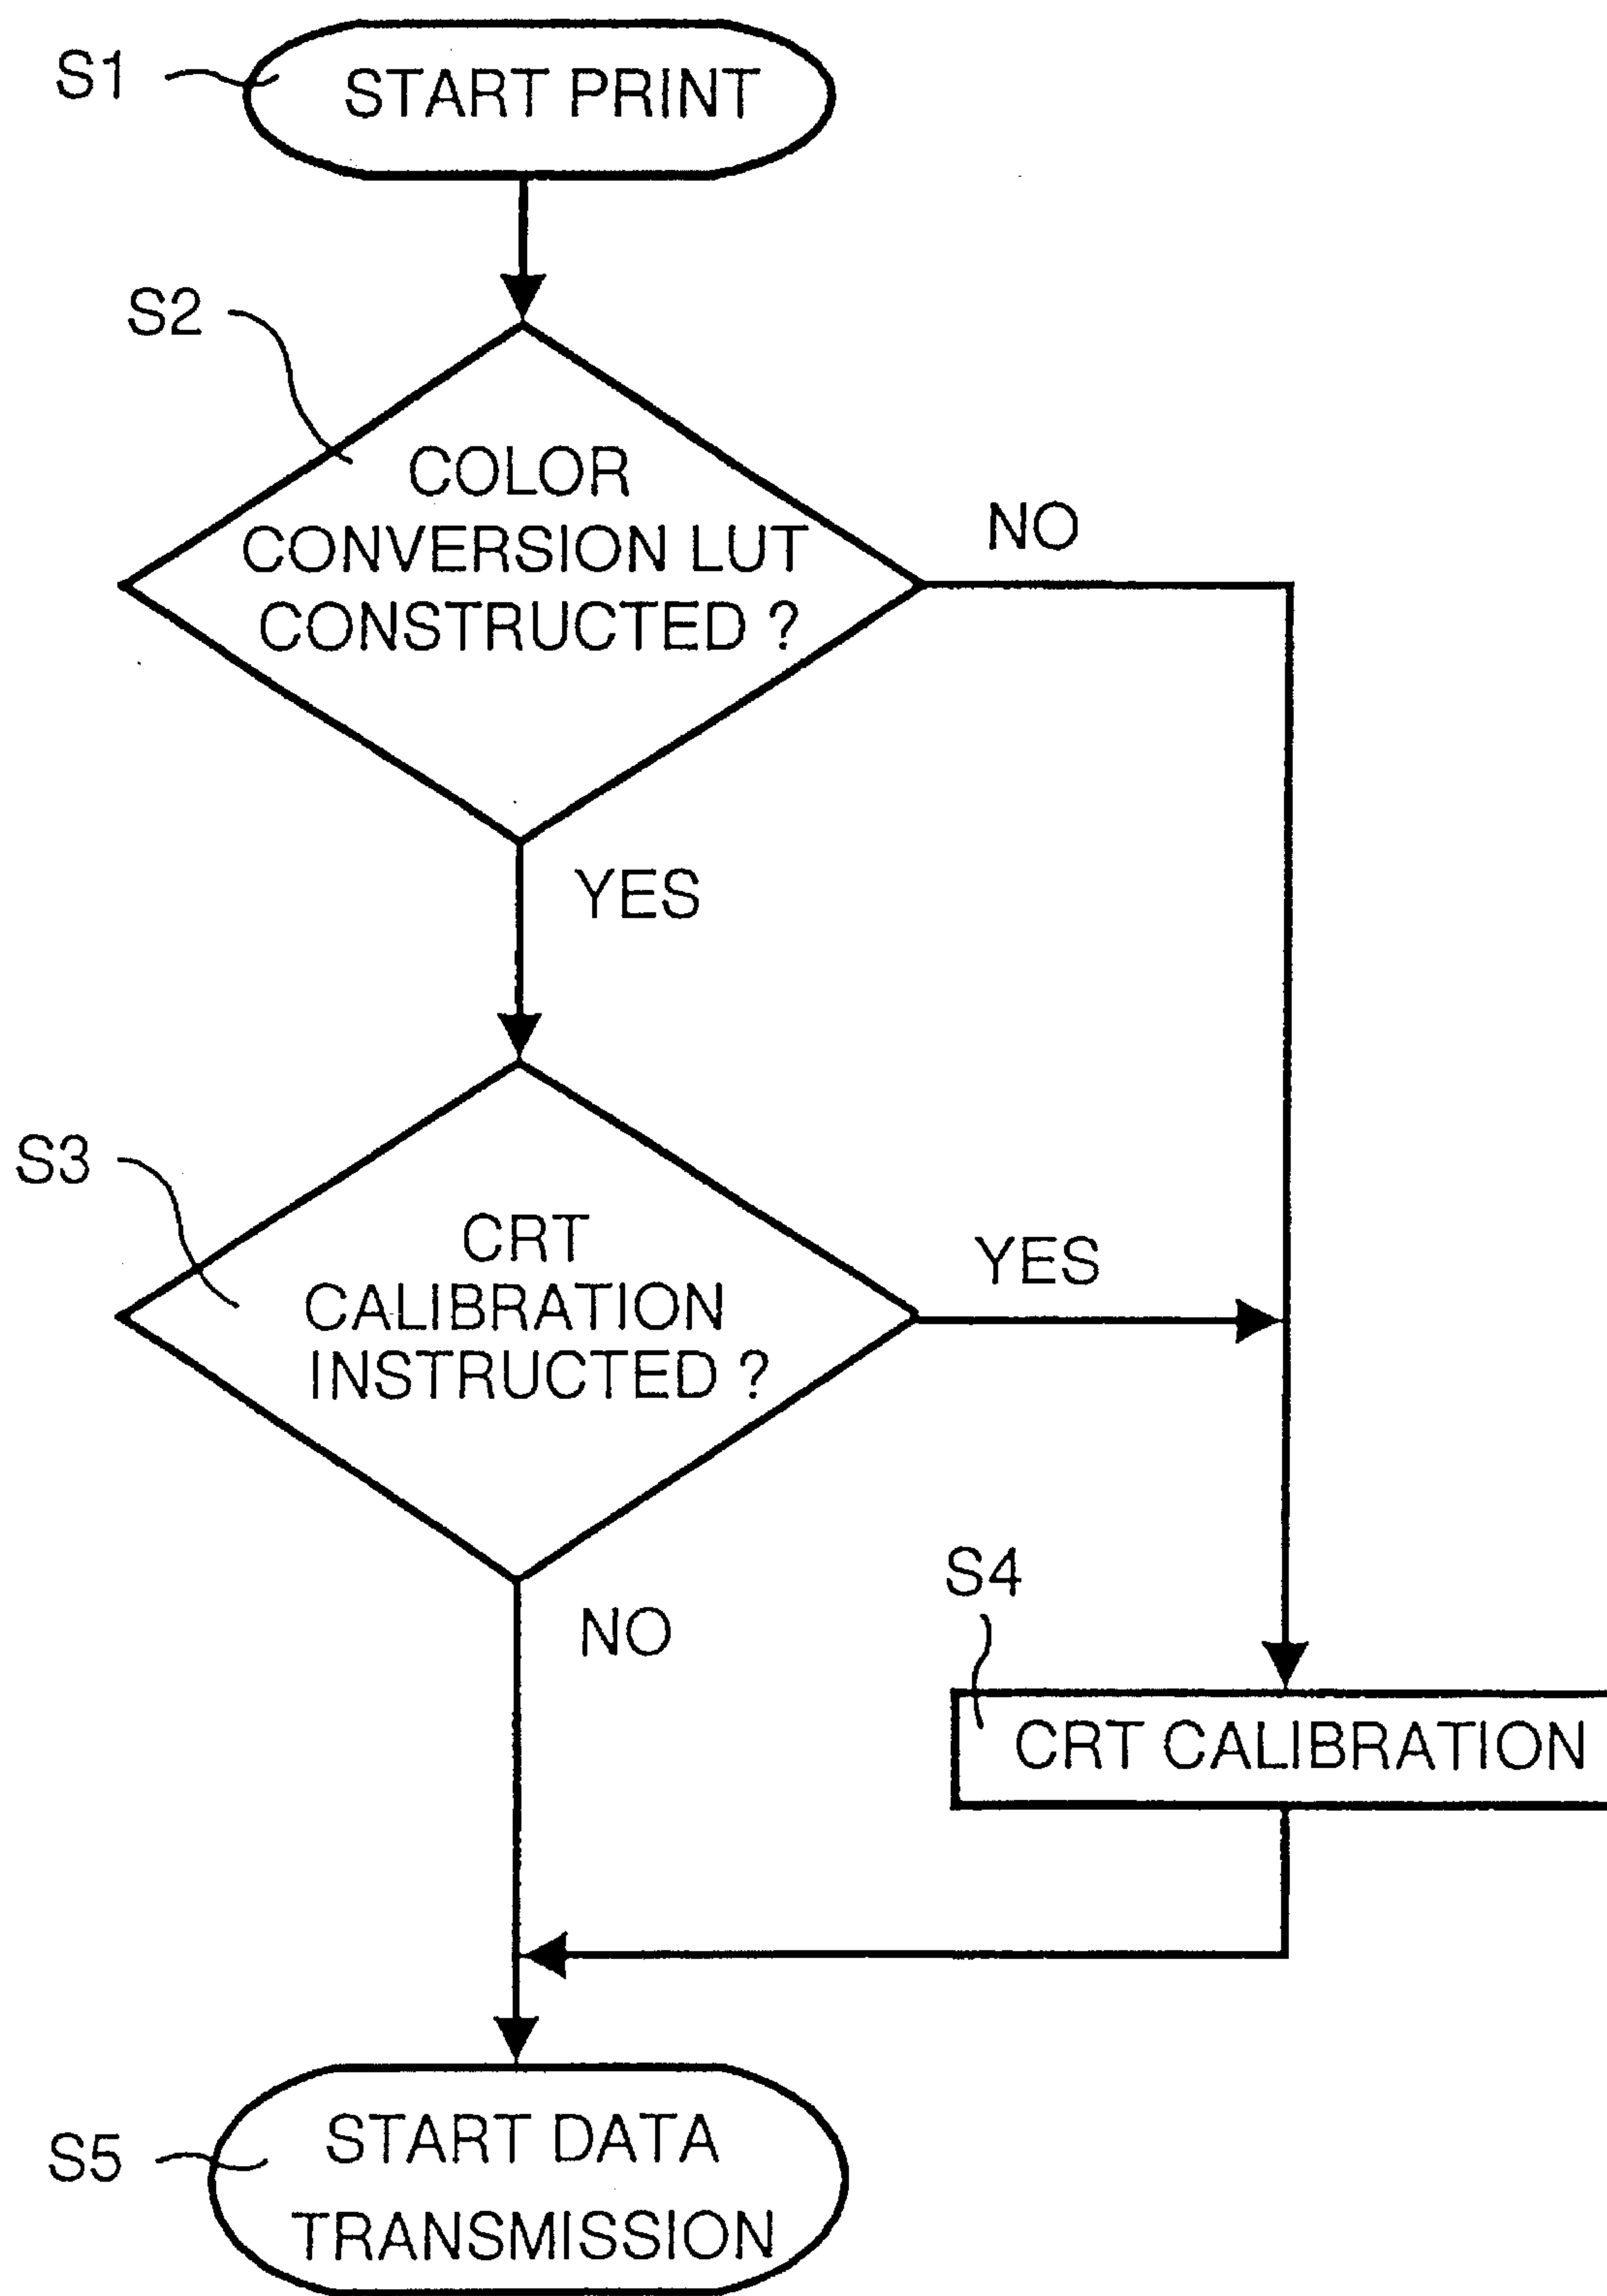 S1
START PRINT
S2
COLOR
CONVERSION LUT
CONSTRUCTED ?
NO
YES
S3
CRT
CALIBRATION
INSTRUCTED ?
YES
NO
S4
CRT CALIBRATION
S5
START DATA
TRANSMISSION